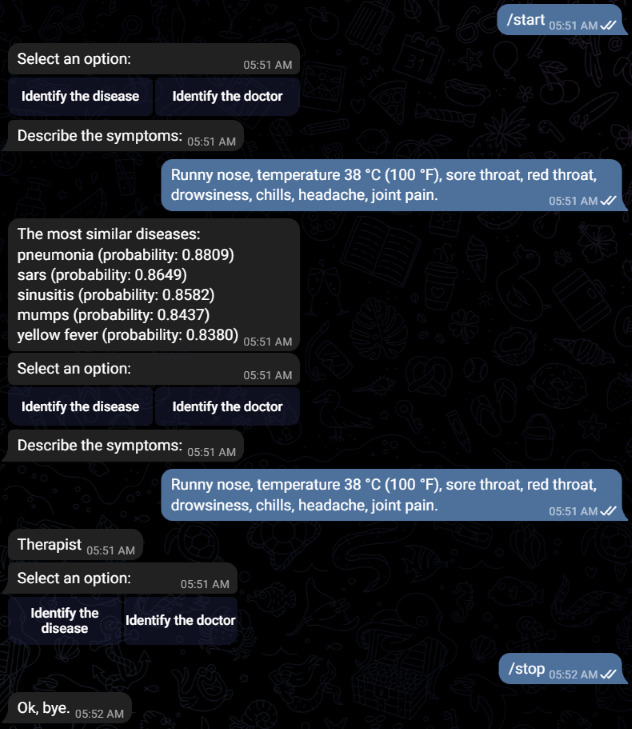 /start 05:51 AM
Select an option: 05:51 AM
Identify the disease Identify the doctor
Describe the symptoms: 05:51 AM
Runny nose, temperature 38 °C (100 °F), sore throat, red throat,
drowsiness, chills, headache, joint pain. 05:51 AM
The most similar diseases:
pneumonia (probability: 0.8809)
sars (probability: 0.8649)
sinusitis (probability: 0.8582)
mumps (probability: 0.8437)
yellow fever (probability: 0.8380) 05:51 AM
Select an option: 05:51 AM
Identify the disease Identify the doctor
Describe the symptoms: 05:51 AM
Runny nose, temperature 38 °C (100 °F), sore throat, red throat,
drowsiness, chills, headache, joint pain. 05:51 AM
Therapist 05:51 AM
Select an option: 05:51 AM
Identify the
disease
Identify the doctor
/stop 05:52 AM
Ok, bye. 05:52 AM